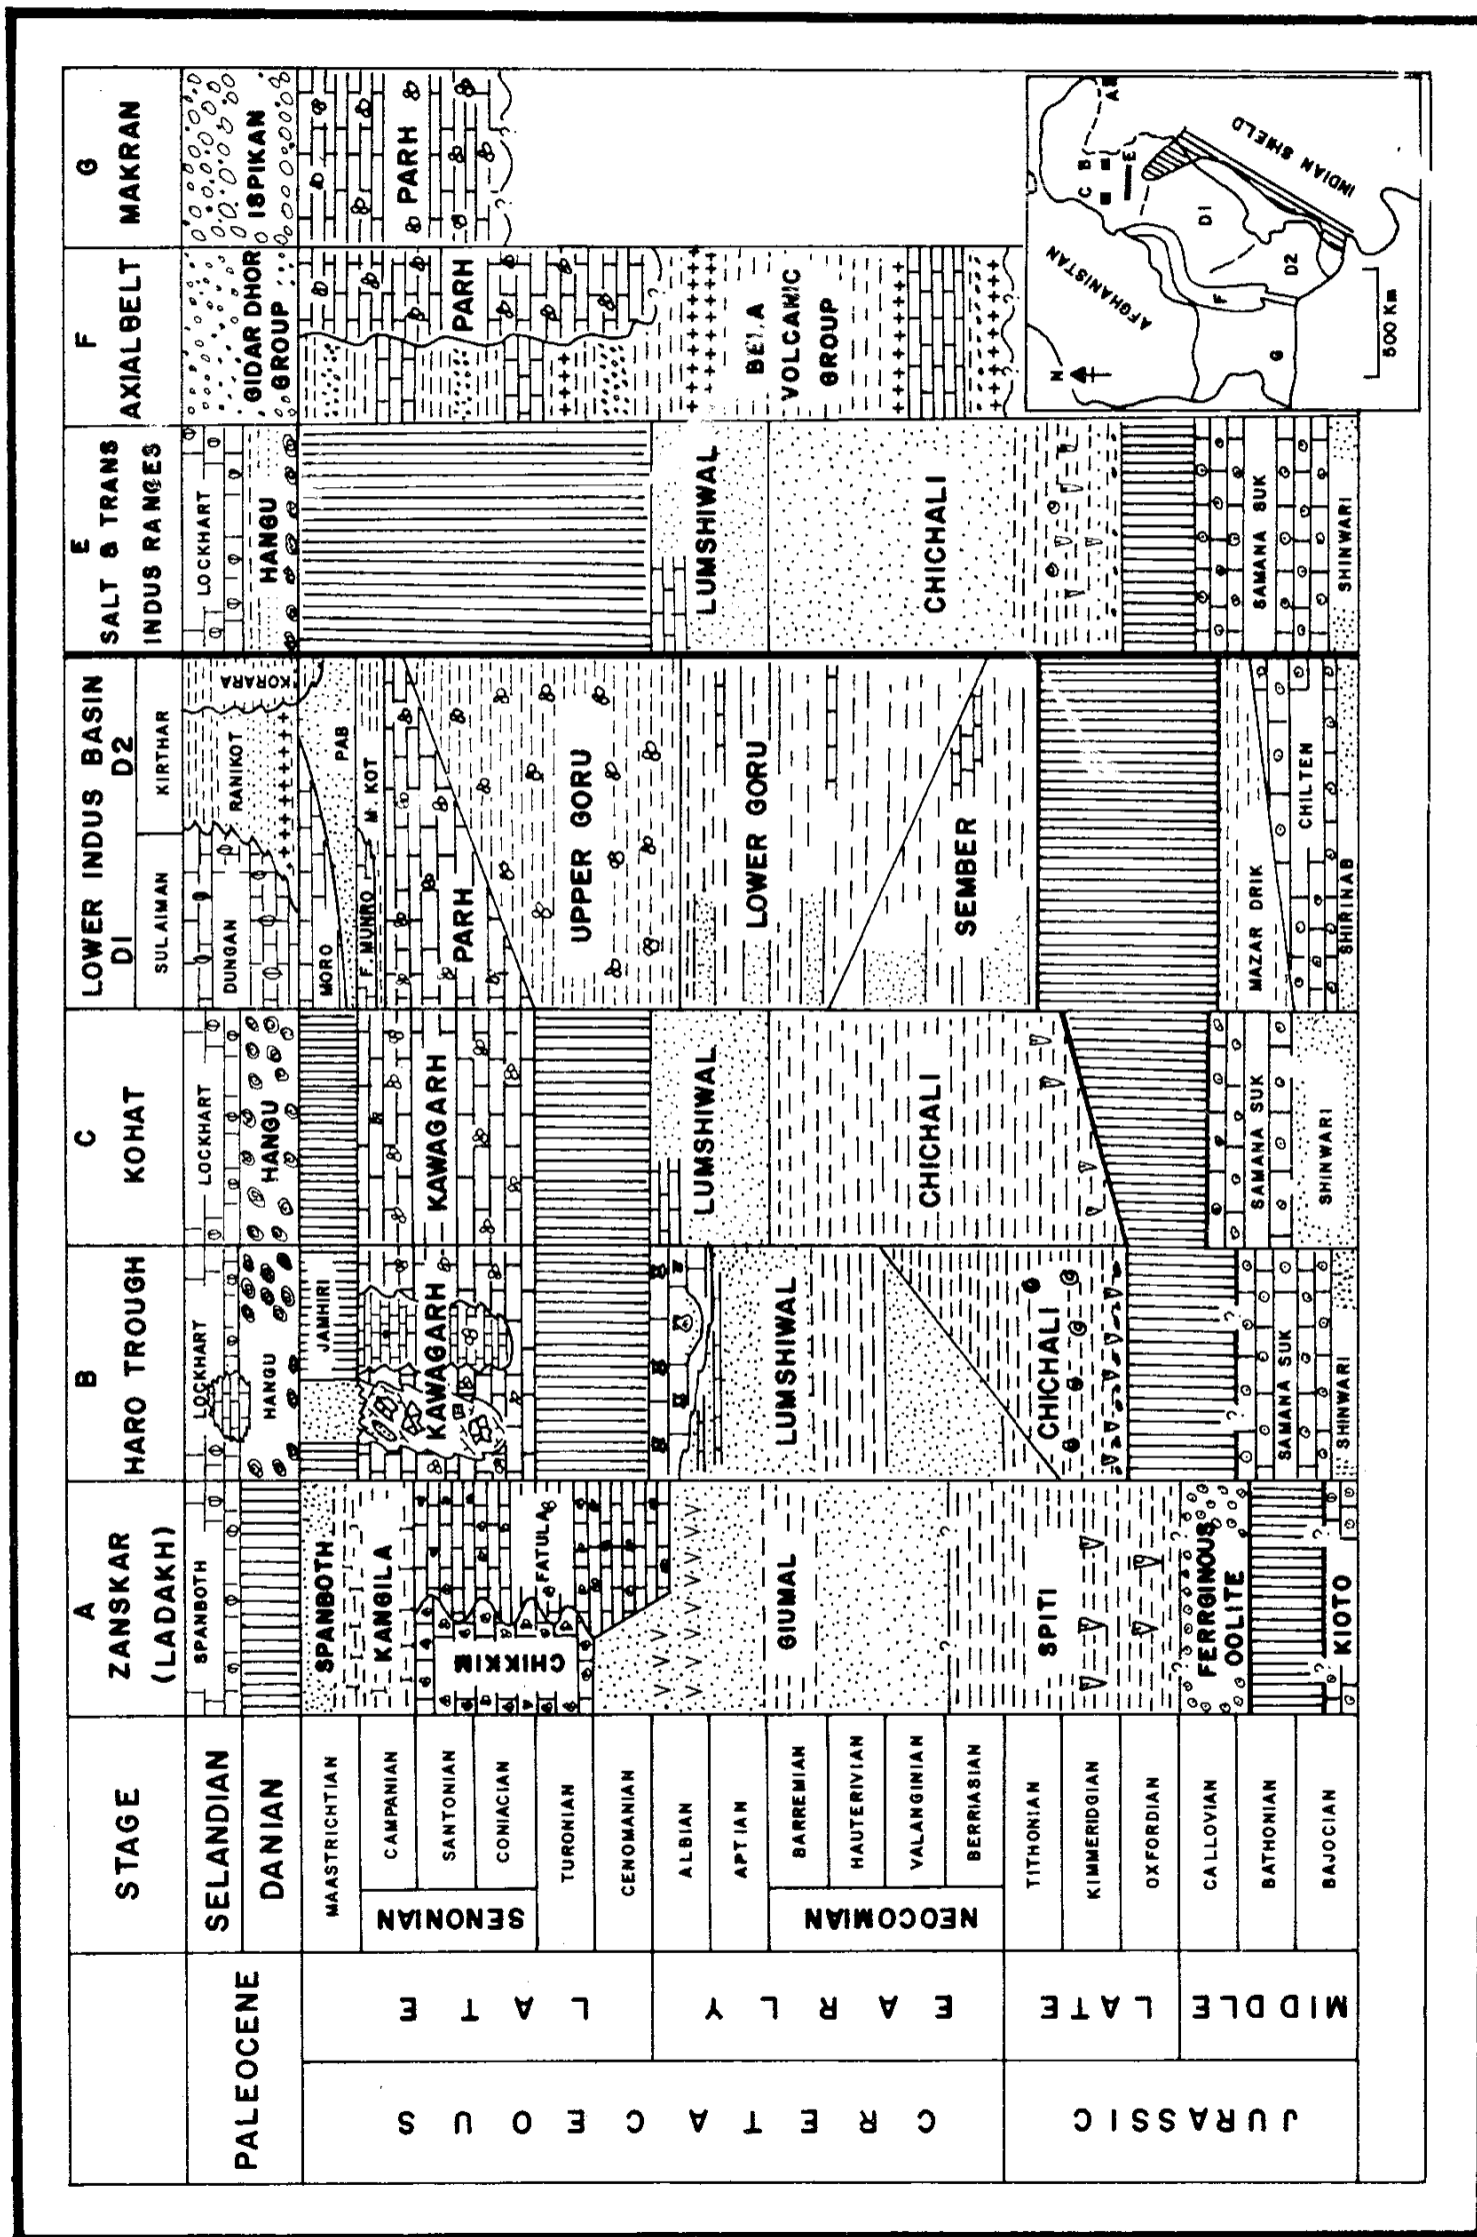 STAGE
PALEOCENE
SELANDIAN
DANIAN
CRETACEOUS
LATE
MAASTRICHTIAN
SENONIAN
CAMPANIAN
SANTONIAN
CONIACIAN
TURONIAN
CENOMANIAN
EARLY
ALBIAN
APTIAN
NEOCOMIAN
BARREMIAN
HAUTERIVIAN
VALANGINIAN
BERRIASIAN
JURASSIC
LATE
TITHONIAN
KIMMERIDGIAN
OXFORDIAN
MIDDLE
CALLOVIAN
BATHONIAN
BAJOCIAN
A
ZANSKAR
(LADAKH)
SPANBOTH
SPANBOTH
KANGILA
CHIKKIM
FATULA
GIUMAL
?
?
SPITI
FERRGINOUS
OOLITE
?
?
?
?
KIOTO
B
HARO TROUGH
LOCKHART
HANGU
JAMHIRI
KAWAGARH
LUMSHIWAL
CHICHALI
?
?
SAMANA SUK
SHINWARI
C
KOHAT
LOCKHART
HANGU
KAWAGARH
LUMSHIWAL
CHICHALI
SAMANA SUK
SHINWARI
LOWER INDUS BASIN
D1 D2
SULAIMAN
KIRTHAR
DUNGAN
RANIKOT
KORARA
MORO
PAB
F. MUNRO
M. KOT
PARH
UPPER GORU
LOWER GORU
SEMBER
MAZAR DRIK
CHILTEN
SHIRINAB
E
SALT & TRANS
INDUS RANGES
LOCKHART
HANGU
LUMSHIWAL
CHICHALI
SAMANA SUK
SHINWARI
F
AXIALBELT
GIDAR DHOR
GROUP
PARH
?
BELA
VOLCANIC
GROUP
?
G
MAKRAN
ISPIKAN
PARH
?
N
AFGHANISTAN
INDIAN SHIELD
A
B
C
E
D1
D2
F
G
500 Km